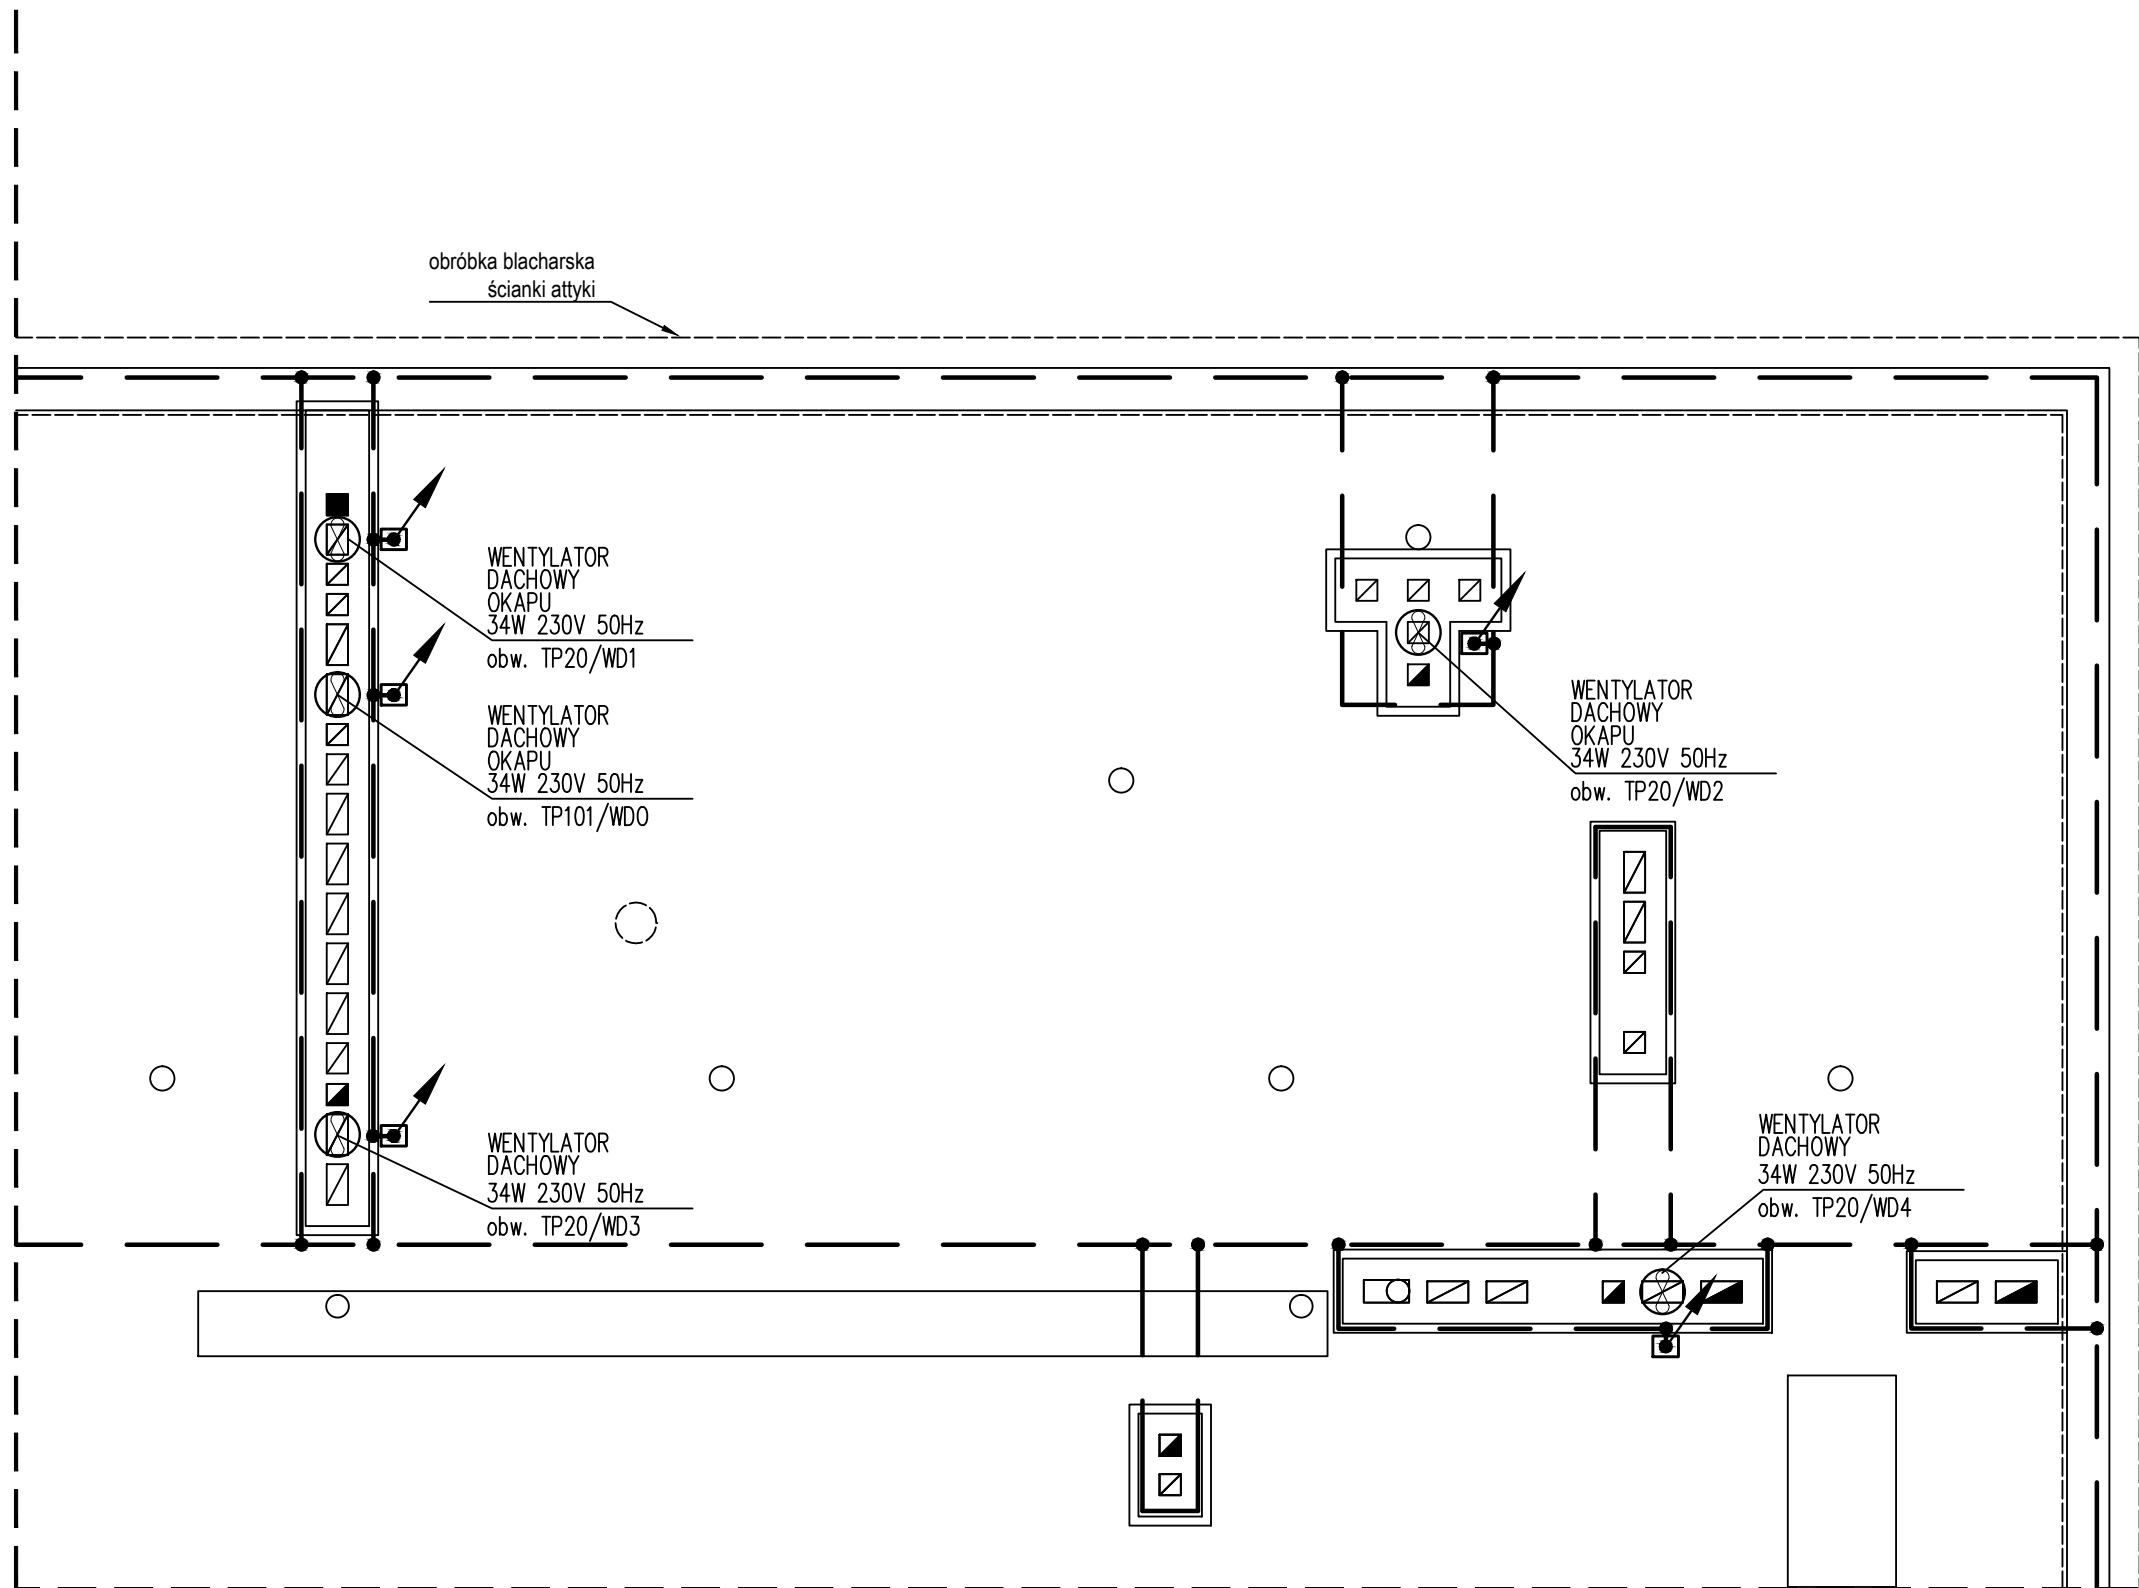 obróbka blacharska
ścianki attyki
WENTYLATOR
DACHOWY
OKAPU
34W 230V 50Hz
obw. TP20/WD1
WENTYLATOR
DACHOWY
OKAPU
34W 230V 50Hz
obw. TP101/WD0
WENTYLATOR
DACHOWY
OKAPU
34W 230V 50Hz
obw. TP20/WD2
WENTYLATOR
DACHOWY
34W 230V 50Hz
obw. TP20/WD3
WENTYLATOR
DACHOWY
34W 230V 50Hz
obw. TP20/WD4